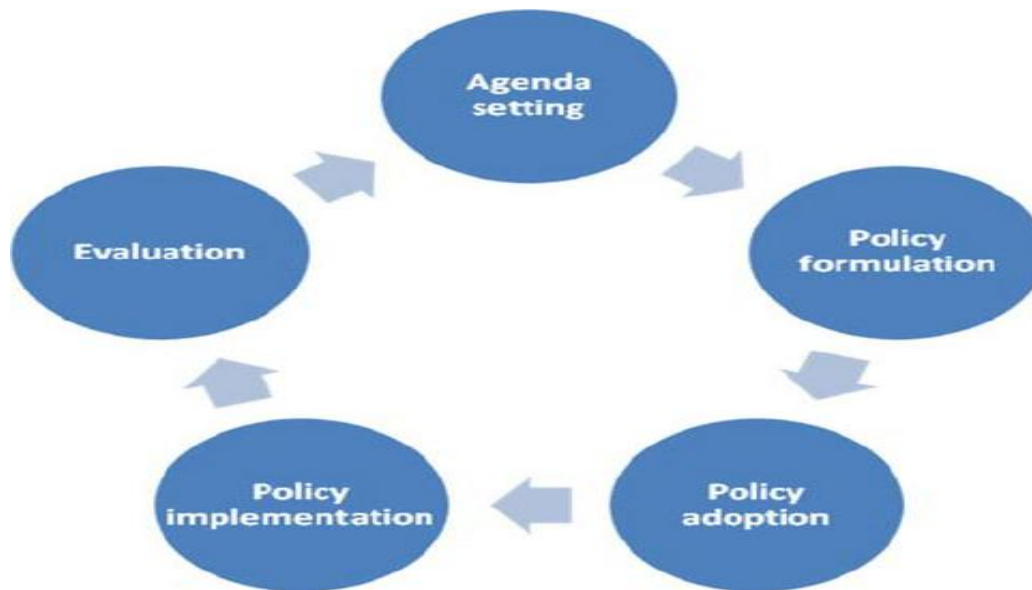 Agenda
setting
Policy
formulation
Policy
adoption
Policy
implementation
Evaluation